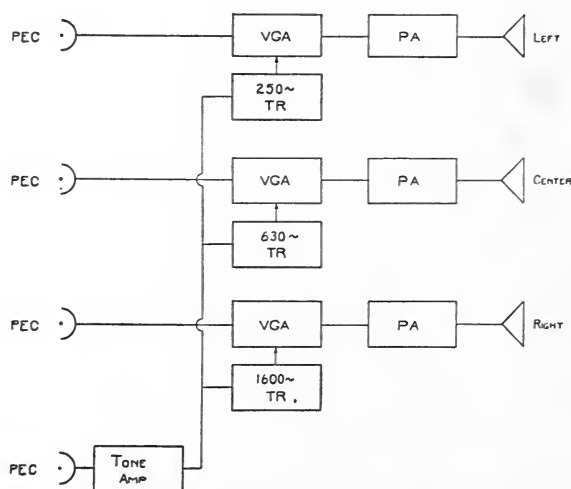 PEC VGA PA LEFT
250~
TR
PEC VGA PA CENTER
630~
TR
PEC VGA PA RIGHT
1600~
TR.
PEC TONE
AMP